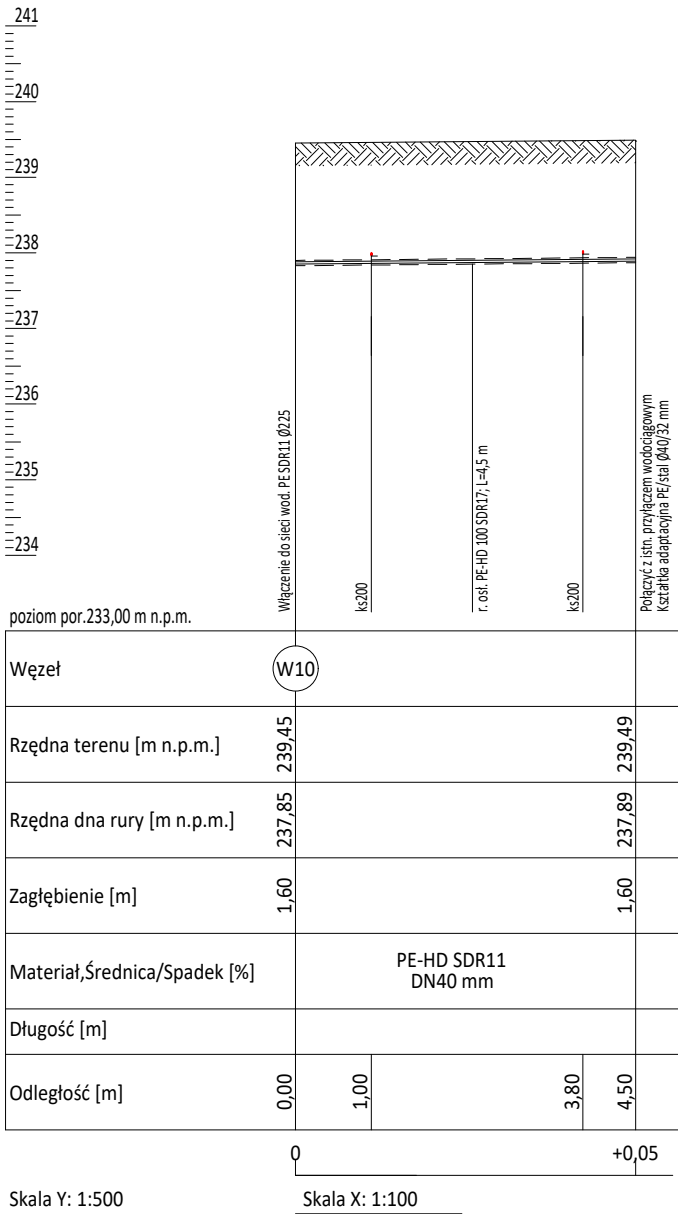 241
240
239
238
237
236
235
234
Włączenie do sieci wod. PE SDR11 Ø225
ks200
r. osł. PE-HD 100 SDR17; L=4,5 m
ks200
Połączyć z istn. przyłączem wodociągowym
Kształtka adaptacyjna PE/stal Ø40/32 mm
poziom por.233,00 m n.p.m.
Węzeł
W10
Rzędna terenu [m n.p.m.]
239,45
239,49
Rzędna dna rury [m n.p.m.]
237,85
237,89
Zagłębienie [m]
1,60
1,60
Materiał,Średnica/Spadek [%]
PE-HD SDR11
DN40 mm
Długość [m]
Odległość [m]
0,00
1,00
3,80
4,50
0
+0,05
Skala Y: 1:500
Skala X: 1:100